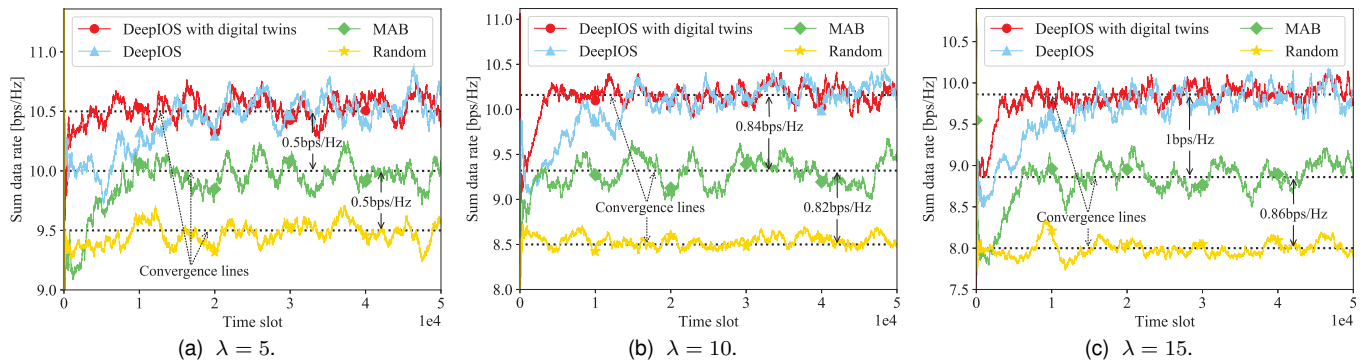 DeepIOS with digital twins
DeepIOS
MAB
Random
Sum data rate [bps/Hz]
11.0
10.5
10.0
9.5
9.0
0.5bps/Hz
0.5bps/Hz
Convergence lines
0 1 2 3 4 5
Time slot 1e4
(a) λ = 5.
DeepIOS with digital twins
DeepIOS
MAB
Random
Sum data rate [bps/Hz]
11.0
10.5
10.0
9.5
9.0
8.5
8.0
0.84bps/Hz
Convergence lines
0.82bps/Hz
0 1 2 3 4 5
Time slot 1e4
(b) λ = 10.
DeepIOS with digital twins
DeepIOS
MAB
Random
Sum data rate [bps/Hz]
10.5
10.0
9.5
9.0
8.5
8.0
7.5
1bps/Hz
Convergence lines
0.86bps/Hz
0 1 2 3 4 5
Time slot 1e4
(c) λ = 15.